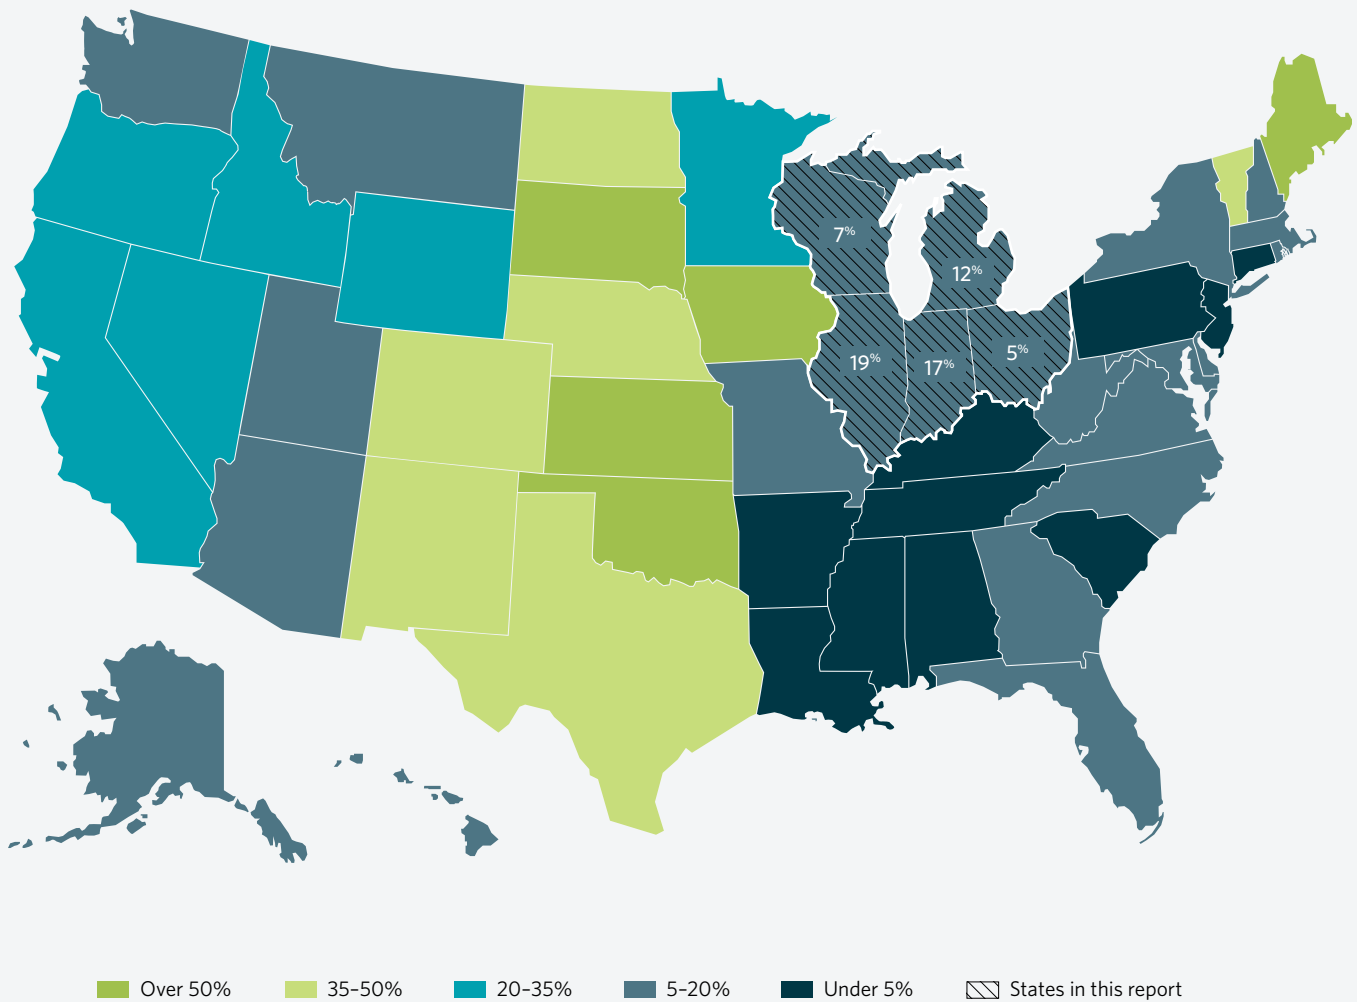 7%
12%
19%
17%
5%
Over 50%
35–50%
20–35%
5–20%
Under 5%
States in this report